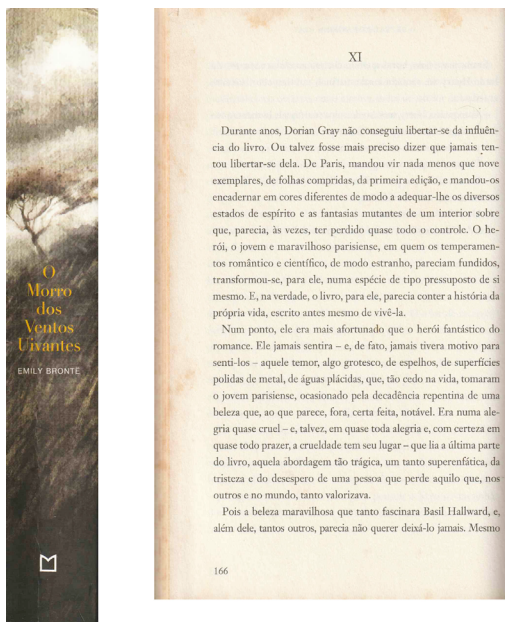 O
Morro
dos
Ventos
Uivantes
EMILY BRONTË
XI
Durante anos, Dorian Gray não conseguiu libertar-se da influên-
cia do livro. Ou talvez fosse mais preciso dizer que jamais ten-
tou libertar-se dela. De Paris, mandou vir nada menos que nove
exemplares, de folhas compridas, da primeira edição, e mandou-os
encadernar em cores diferentes de modo a adequar-lhe os diversos
estados de espírito e as fantasias mutantes de um interior sobre
que, parecia, às vezes, ter perdido quase todo o controle. O he-
rói, o jovem e maravilhoso parisiense, em quem os temperamen-
tos romântico e científico, de modo estranho, pareciam fundidos,
transformou-se, para ele, numa espécie de tipo pressuposto de si
mesmo. E, na verdade, o livro, para ele, parecia conter a história da
própria vida, escrito antes mesmo de vivê-la.
Num ponto, ele era mais afortunado que o herói fantástico do
romance. Ele jamais sentira – e, de fato, jamais tivera motivo para
senti-los – aquele temor, algo grotesco, de espelhos, de superfícies
polidas de metal, de águas plácidas, que, tão cedo na vida, tomaram
o jovem parisiense, ocasionado pela decadência repentina de uma
beleza que, ao que parece, fora, certa feita, notável. Era numa ale-
gria quase cruel – e, talvez, em quase toda alegria e, com certeza em
quase todo prazer, a crueldade tem seu lugar – que lia a última parte
do livro, aquela abordagem tão trágica, um tanto superenfática, da
tristeza e do desespero de uma pessoa que perde aquilo que, nos
outros e no mundo, tanto valorizava.
Pois a beleza maravilhosa que tanto fascinara Basil Hallward, e,
além dele, tantos outros, parecia não querer deixá-lo jamais. Mesmo
166